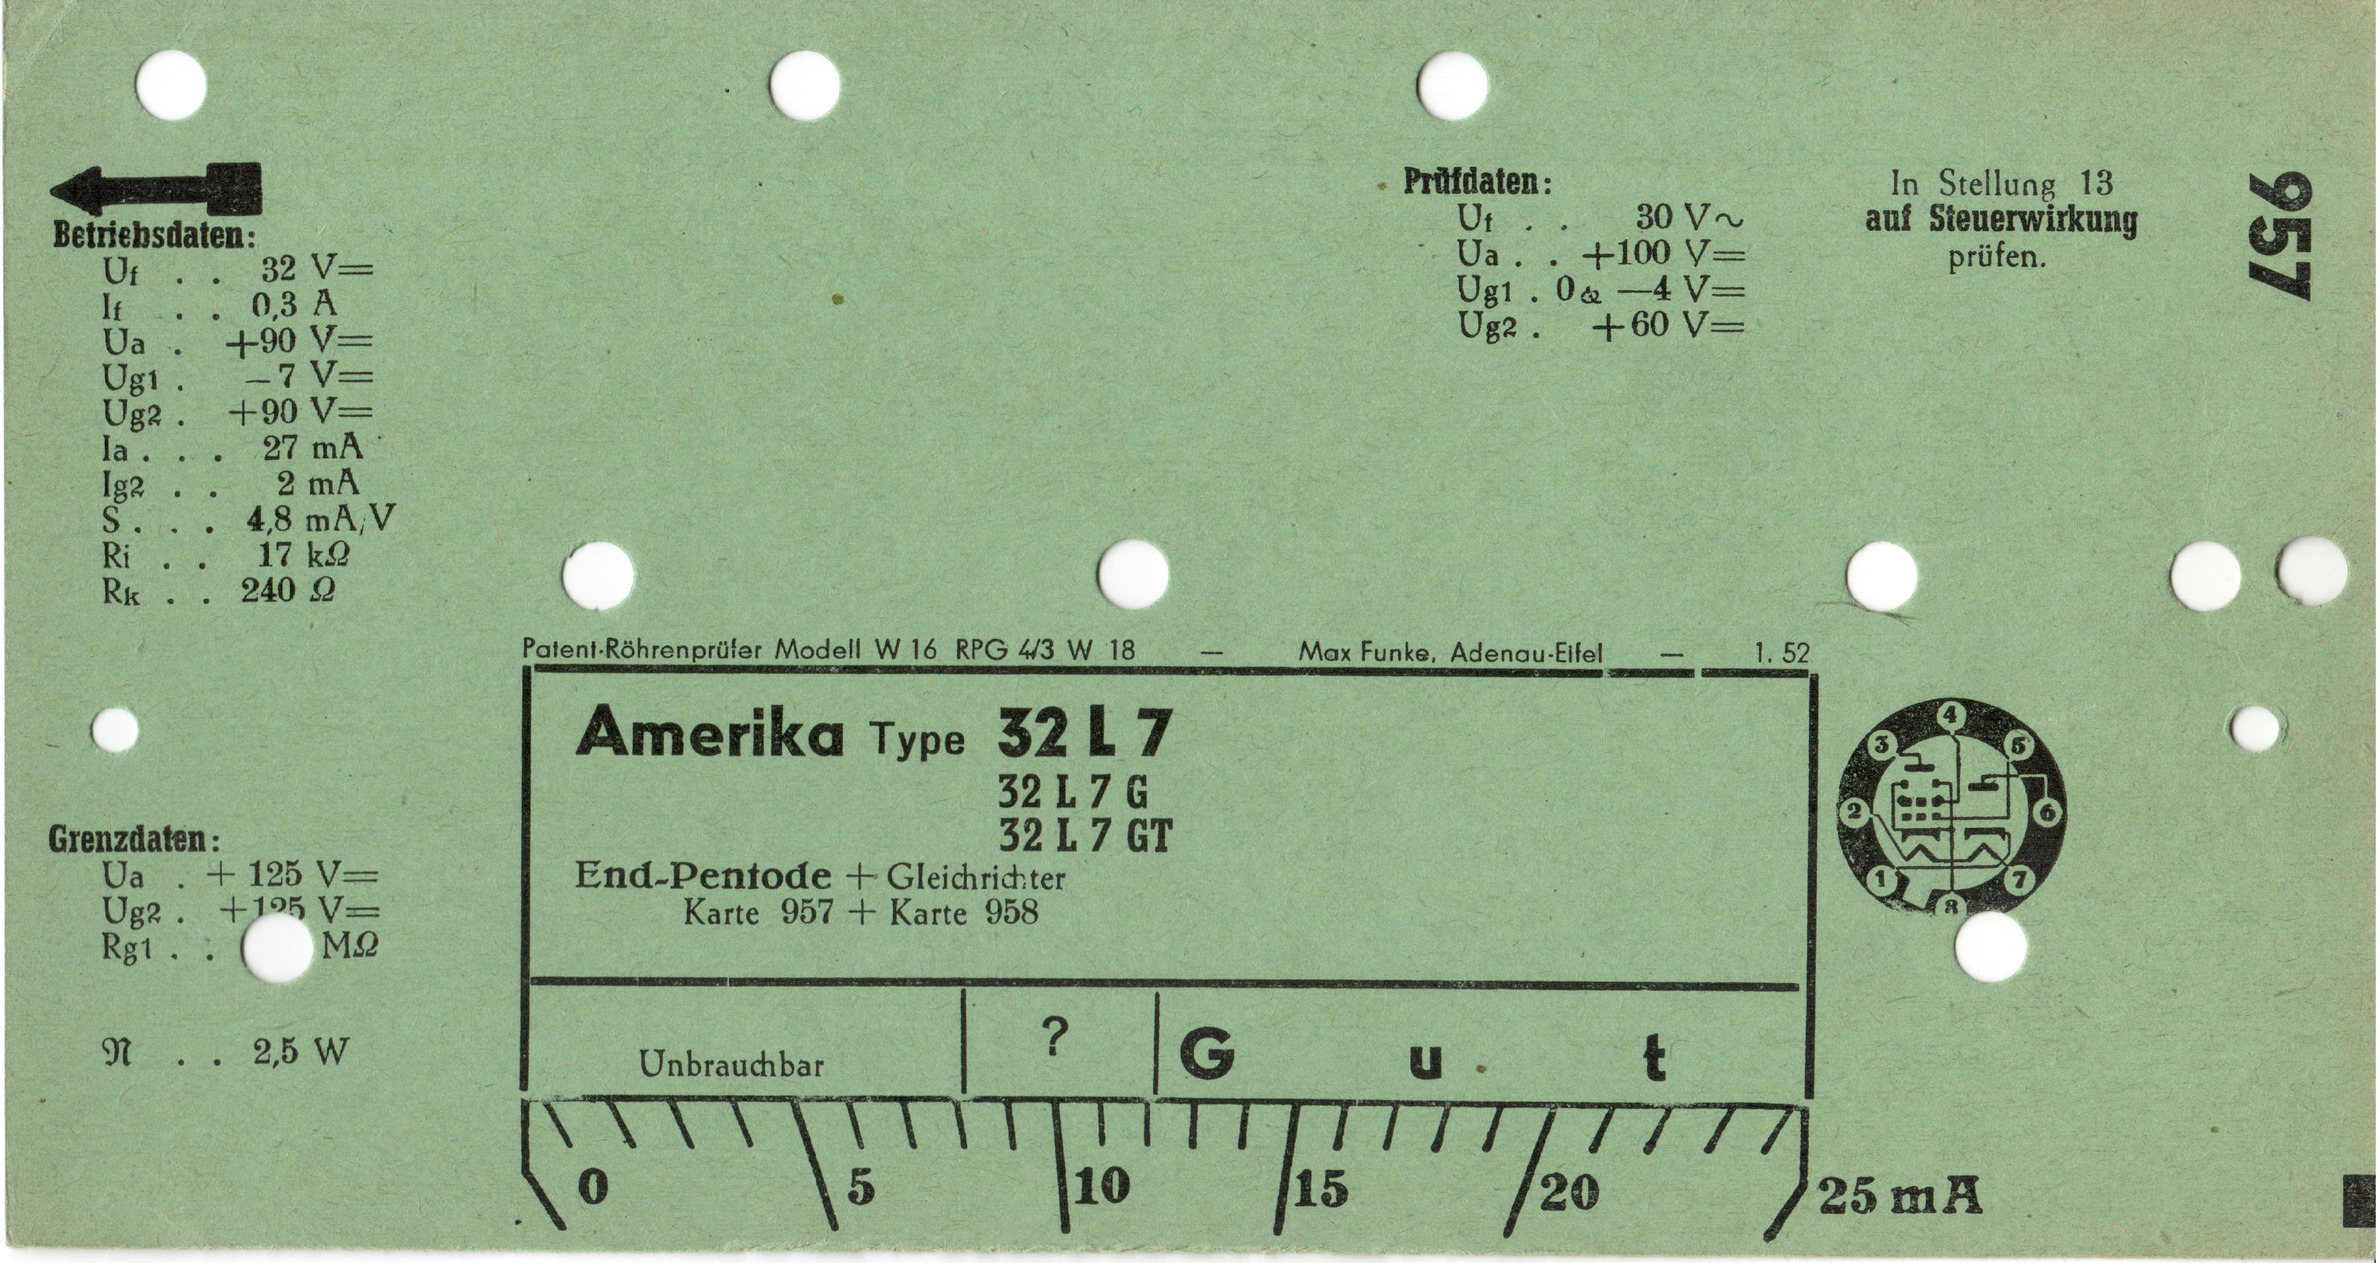 Betriebsdaten:
Uf . . 32 V=
If . . 0,3 A
Ua . +90 V=
Ug1 . −7 V=
Ug2 . +90 V=
Ia . . . 27 mA
Ig2 . . 2 mA
S . . . 4,8 mA/V
Ri . . 17 kΩ
Rk . . 240 Ω
Prüfdaten:
Uf . . 30 V~
Ua . . +100 V=
Ug1 . 0 & —4 V=
Ug2 . +60 V=
In Stellung 13
auf Steuerwirkung
prüfen.
957
Grenzdaten:
Ua . + 125 V=
Ug2 . +125 V=
Rg1 . . MΩ
N . . 2,5 W
Patent-Röhrenprüfer Modell W 16 RPG 4/3 W 18 — Max Funke, Adenau-Eifel — 1. 52
Amerika Type 32 L 7
32 L 7 G
32 L 7 GT
End-Pentode + Gleichrichter
Karte 957 + Karte 958
4
3 5
2 6
1 7
8
Unbrauchbar ? Gut
0 5 10 15 20 25 mA